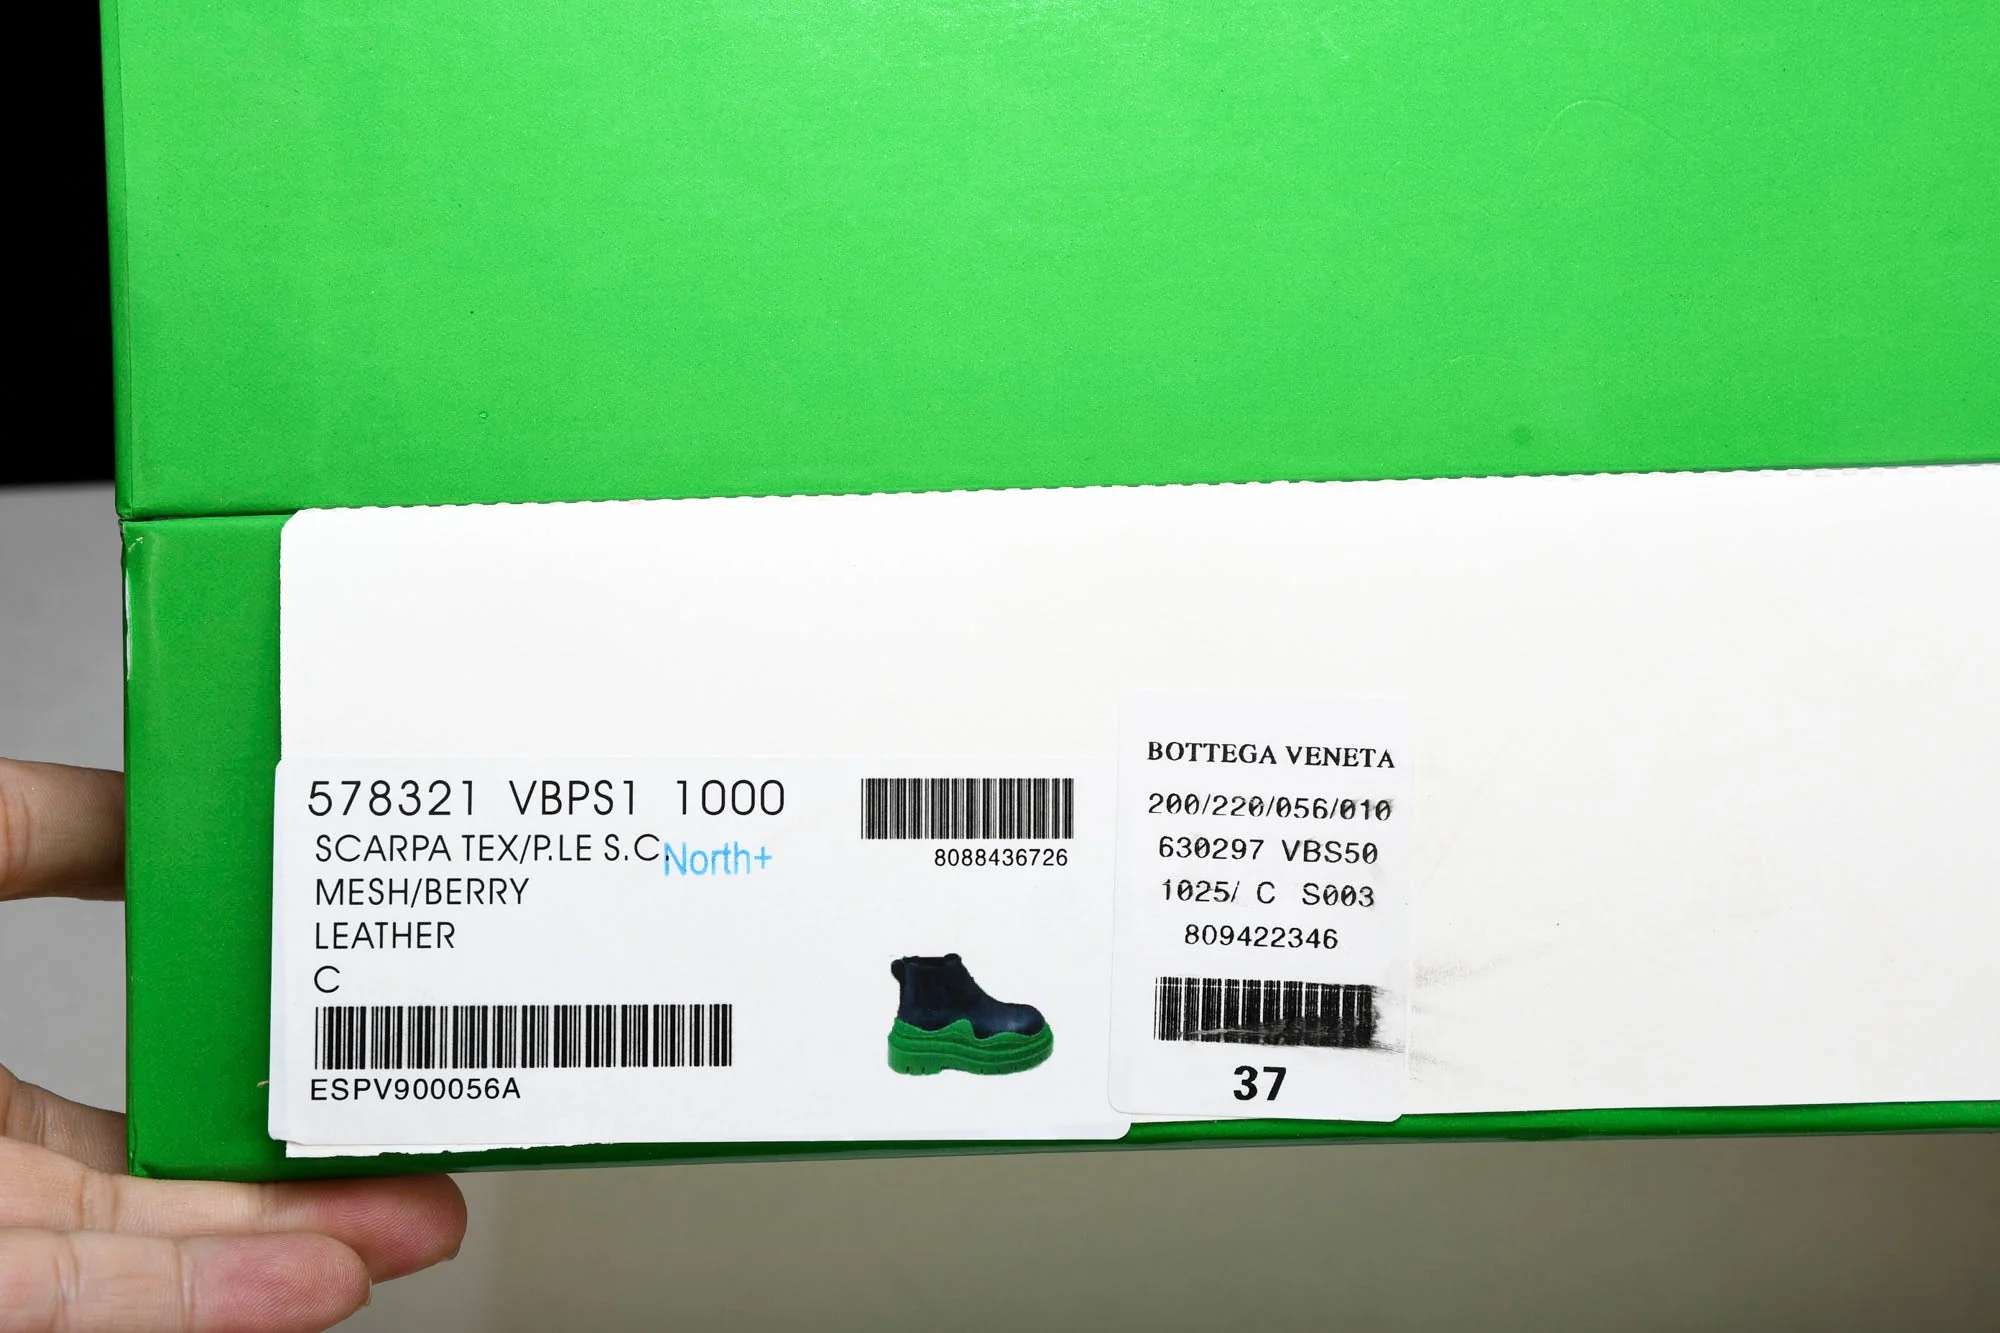 578321 VBPS1 1000
SCARPA TEX/P.LE S.C.
North+
MESH/BERRY
LEATHER
C
ESPV900056A
8088436726
BOTTEGA VENETA
200/220/056/010
630297 VBS50
1025/ C S003
809422346
37